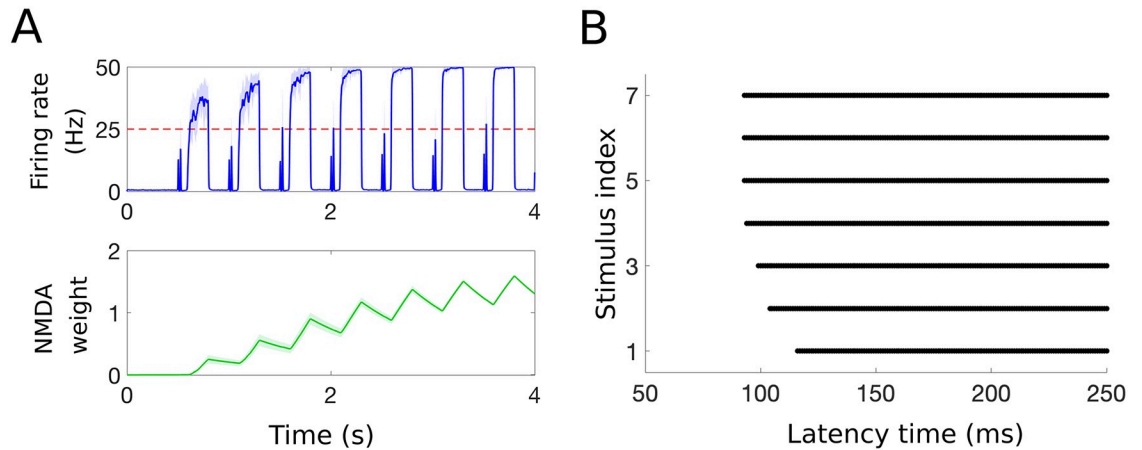 A
Firing rate
(Hz)
50
25
0
0 2 4
NMDA
weight
2
1
0
0 2 4
Time (s)
B
Stimulus index
7
5
3
1
50 100 150 200 250
Latency time (ms)